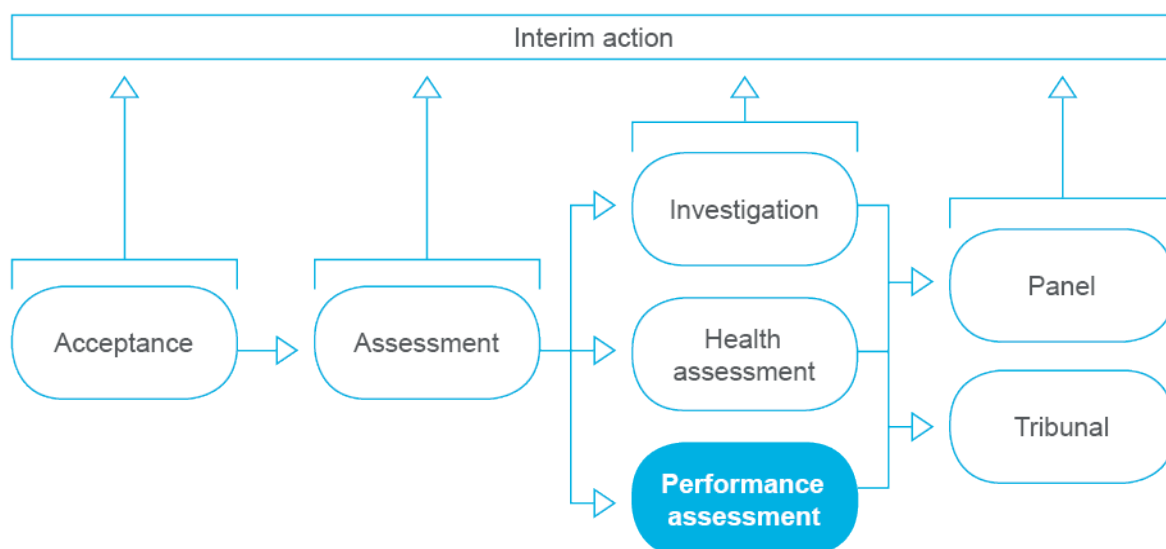 Interim action
Acceptance
Assessment
Investigation
Health
assessment
Performance
assessment
Panel
Tribunal